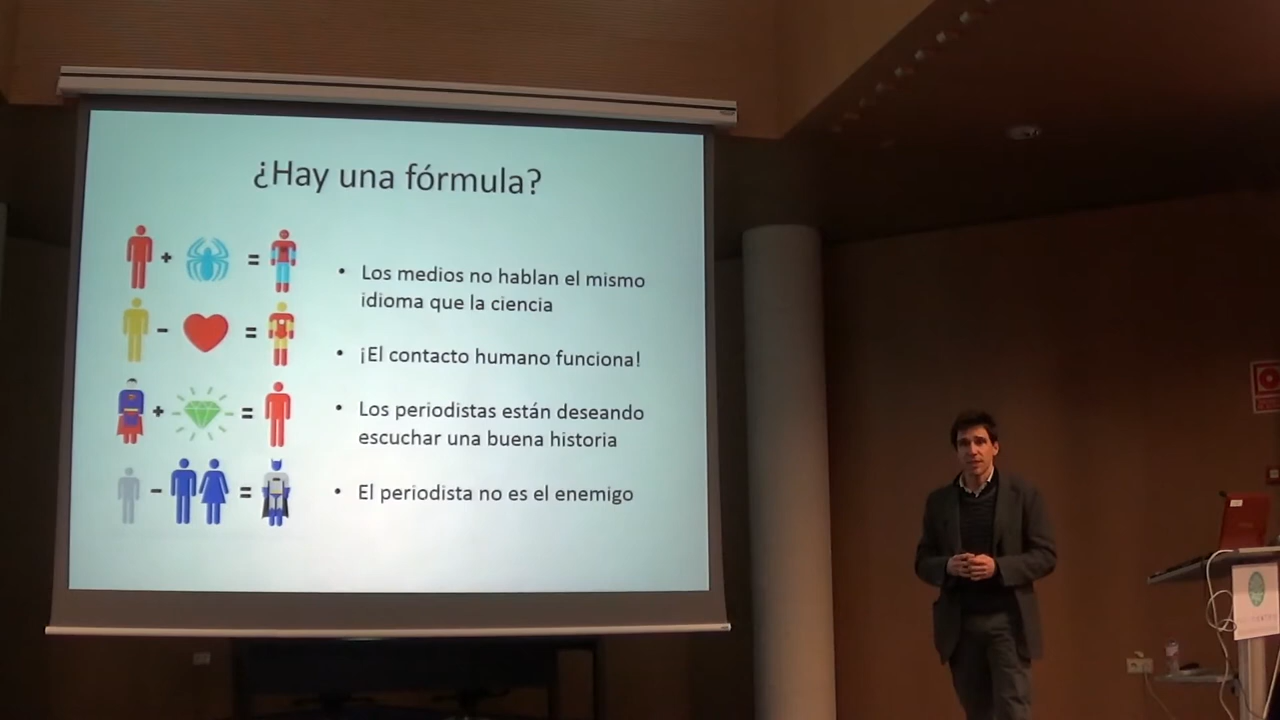 ¿Hay una fórmula?
• Los medios no hablan el mismo
idioma que la ciencia
• ¡El contacto humano funciona!
• Los periodistas están deseando
escuchar una buena historia
• El periodista no es el enemigo
+ =
- =
+ =
- =